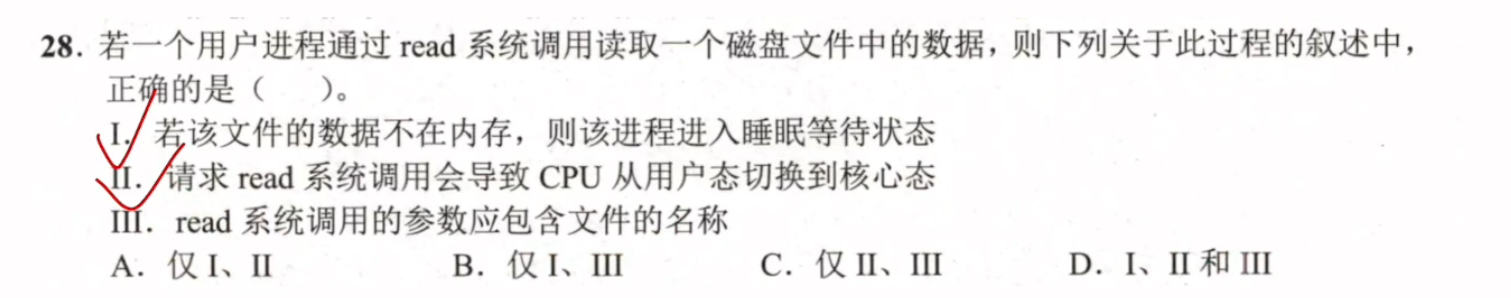 28. 若一个用户进程通过 read 系统调用读取一个磁盘文件中的数据，则下列关于此过程的叙述中，
正确的是（　　）。
I. 若该文件的数据不在内存，则该进程进入睡眠等待状态
II. 请求 read 系统调用会导致 CPU 从用户态切换到核心态
III. read 系统调用的参数应包含文件的名称
A. 仅 I、II　B. 仅 I、III　C. 仅 II、III　D. I、II 和 III